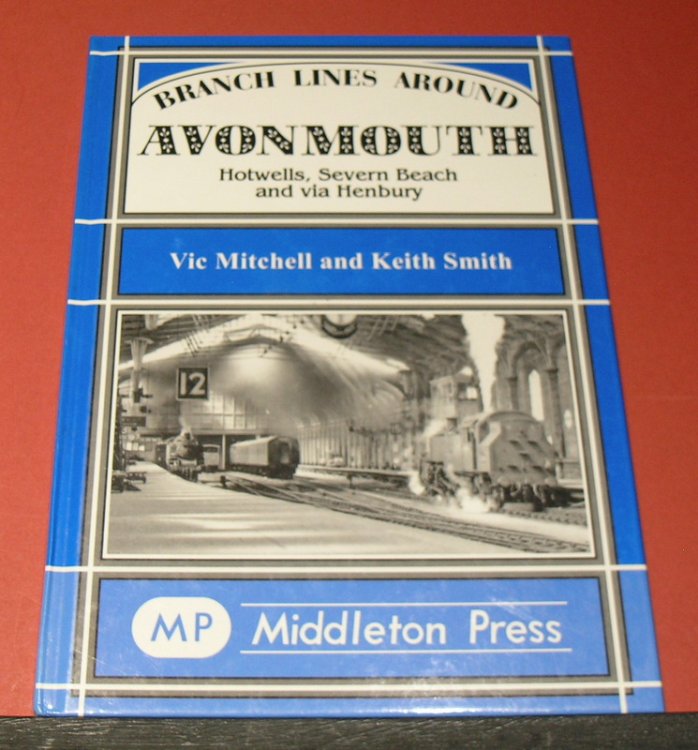 BRANCH LINES AROUND
AVONMOUTH
Hotwells, Severn Beach
and via Henbury
Vic Mitchell and Keith Smith
12
MP Middleton Press